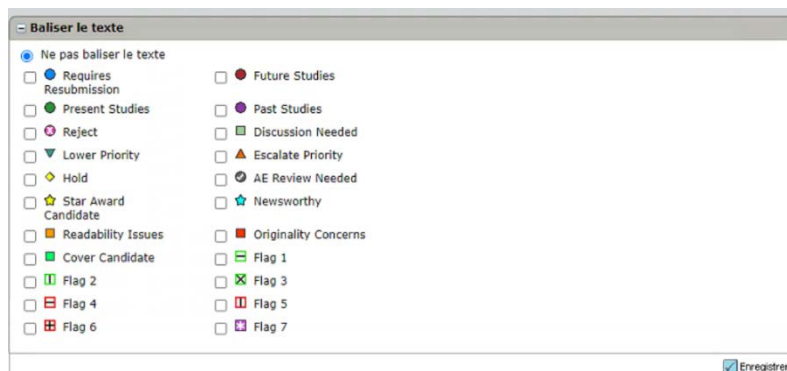 Baliser le texte
Ne pas baliser le texte
Requires
Resubmission
Future Studies
Present Studies
Past Studies
Reject
Discussion Needed
Lower Priority
Escalate Priority
Hold
AE Review Needed
Star Award
Candidate
Newsworthy
Readability Issues
Originality Concerns
Cover Candidate
Flag 1
Flag 2
Flag 3
Flag 4
Flag 5
Flag 6
Flag 7
Enregistrer